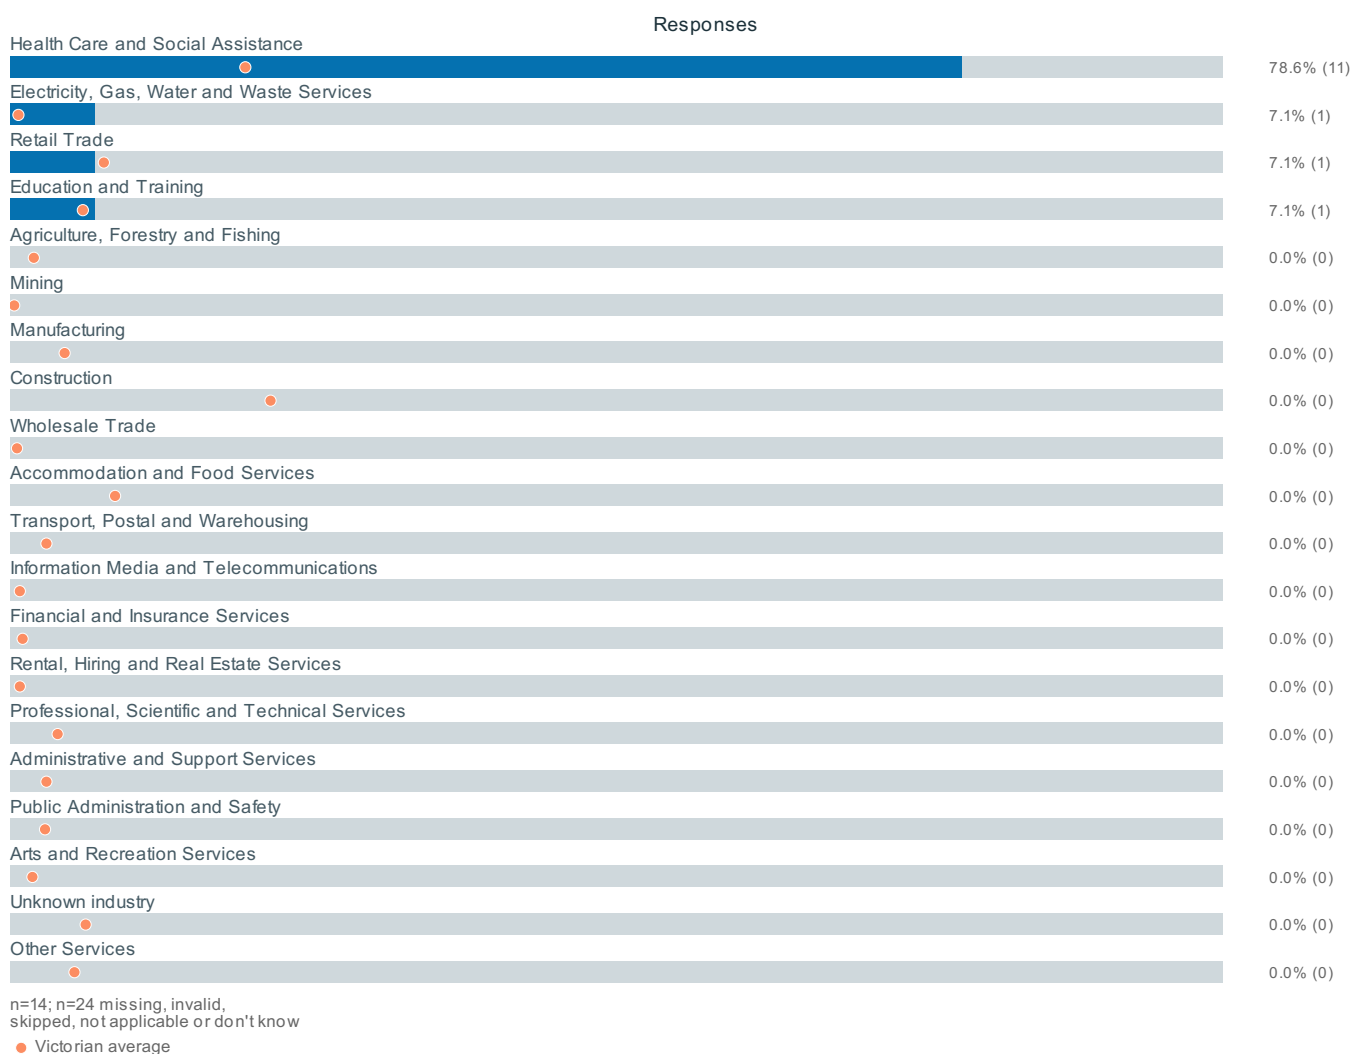 Responses
Health Care and Social Assistance
78.6% (11)
Electricity, Gas, Water and Waste Services
7.1% (1)
Retail Trade
7.1% (1)
Education and Training
7.1% (1)
Agriculture, Forestry and Fishing
0.0% (0)
Mining
0.0% (0)
Manufacturing
0.0% (0)
Construction
0.0% (0)
Wholesale Trade
0.0% (0)
Accommodation and Food Services
0.0% (0)
Transport, Postal and Warehousing
0.0% (0)
Information Media and Telecommunications
0.0% (0)
Financial and Insurance Services
0.0% (0)
Rental, Hiring and Real Estate Services
0.0% (0)
Professional, Scientific and Technical Services
0.0% (0)
Administrative and Support Services
0.0% (0)
Public Administration and Safety
0.0% (0)
Arts and Recreation Services
0.0% (0)
Unknown industry
0.0% (0)
Other Services
0.0% (0)
n=14; n=24 missing, invalid,
skipped, not applicable or don't know
Victorian average